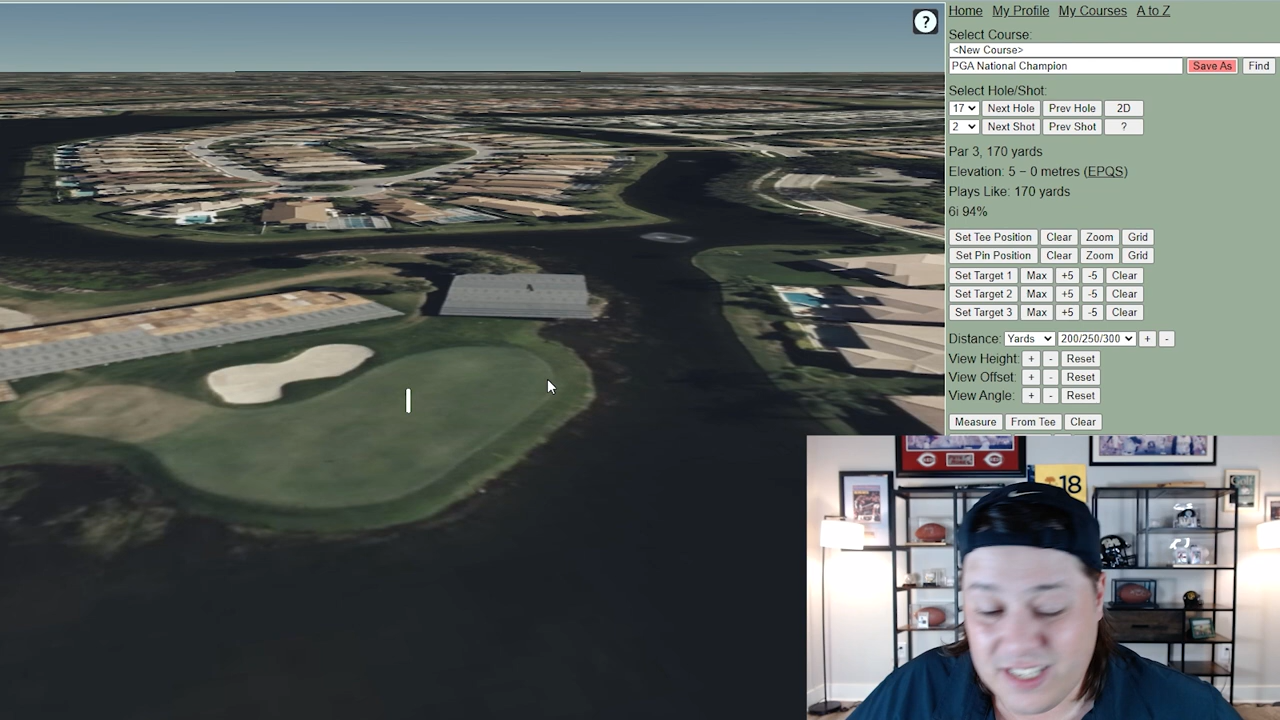 ?
Home My Profile My Courses A to Z
Select Course:
<New Course>
PGA National Champion Save As Find
Select Hole/Shot:
17 Next Hole Prev Hole 2D
2 Next Shot Prev Shot ?
Par 3, 170 yards
Elevation: 5 − 0 metres (EPQS)
Plays Like: 170 yards
6i 94%
Set Tee Position Clear Zoom Grid
Set Pin Position Clear Zoom Grid
Set Target 1 Max +5 -5 Clear
Set Target 2 Max +5 -5 Clear
Set Target 3 Max +5 -5 Clear
Distance: Yards 200/250/300 + -
View Height: + - Reset
View Offset: + - Reset
View Angle: + - Reset
Measure From Tee Clear
18
Golf